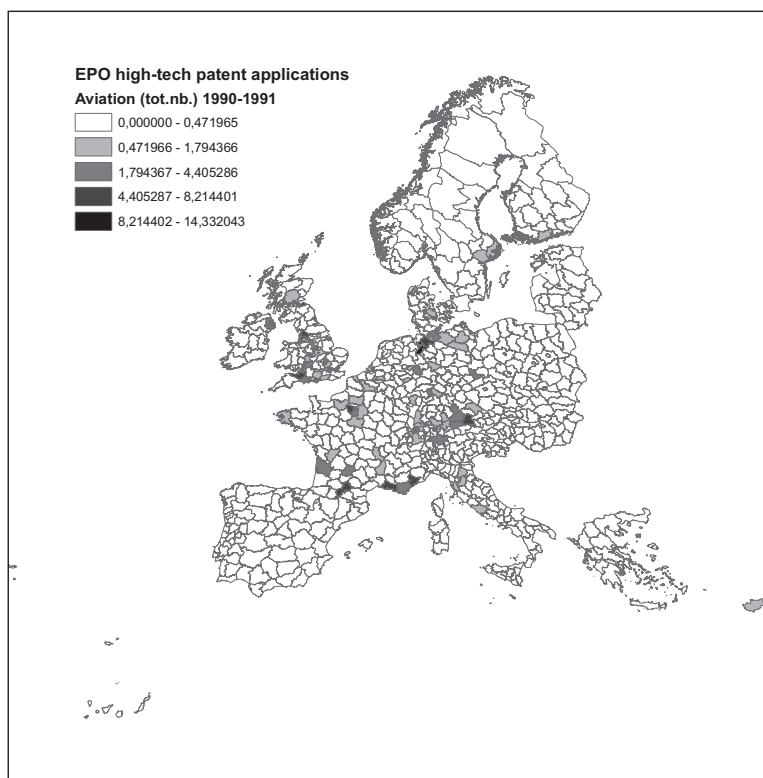 EPO high-tech patent applications
Aviation (tot.nb.) 1990-1991
0,000000 - 0,471965
0,471966 - 1,794366
1,794367 - 4,405286
4,405287 - 8,214401
8,214402 - 14,332043